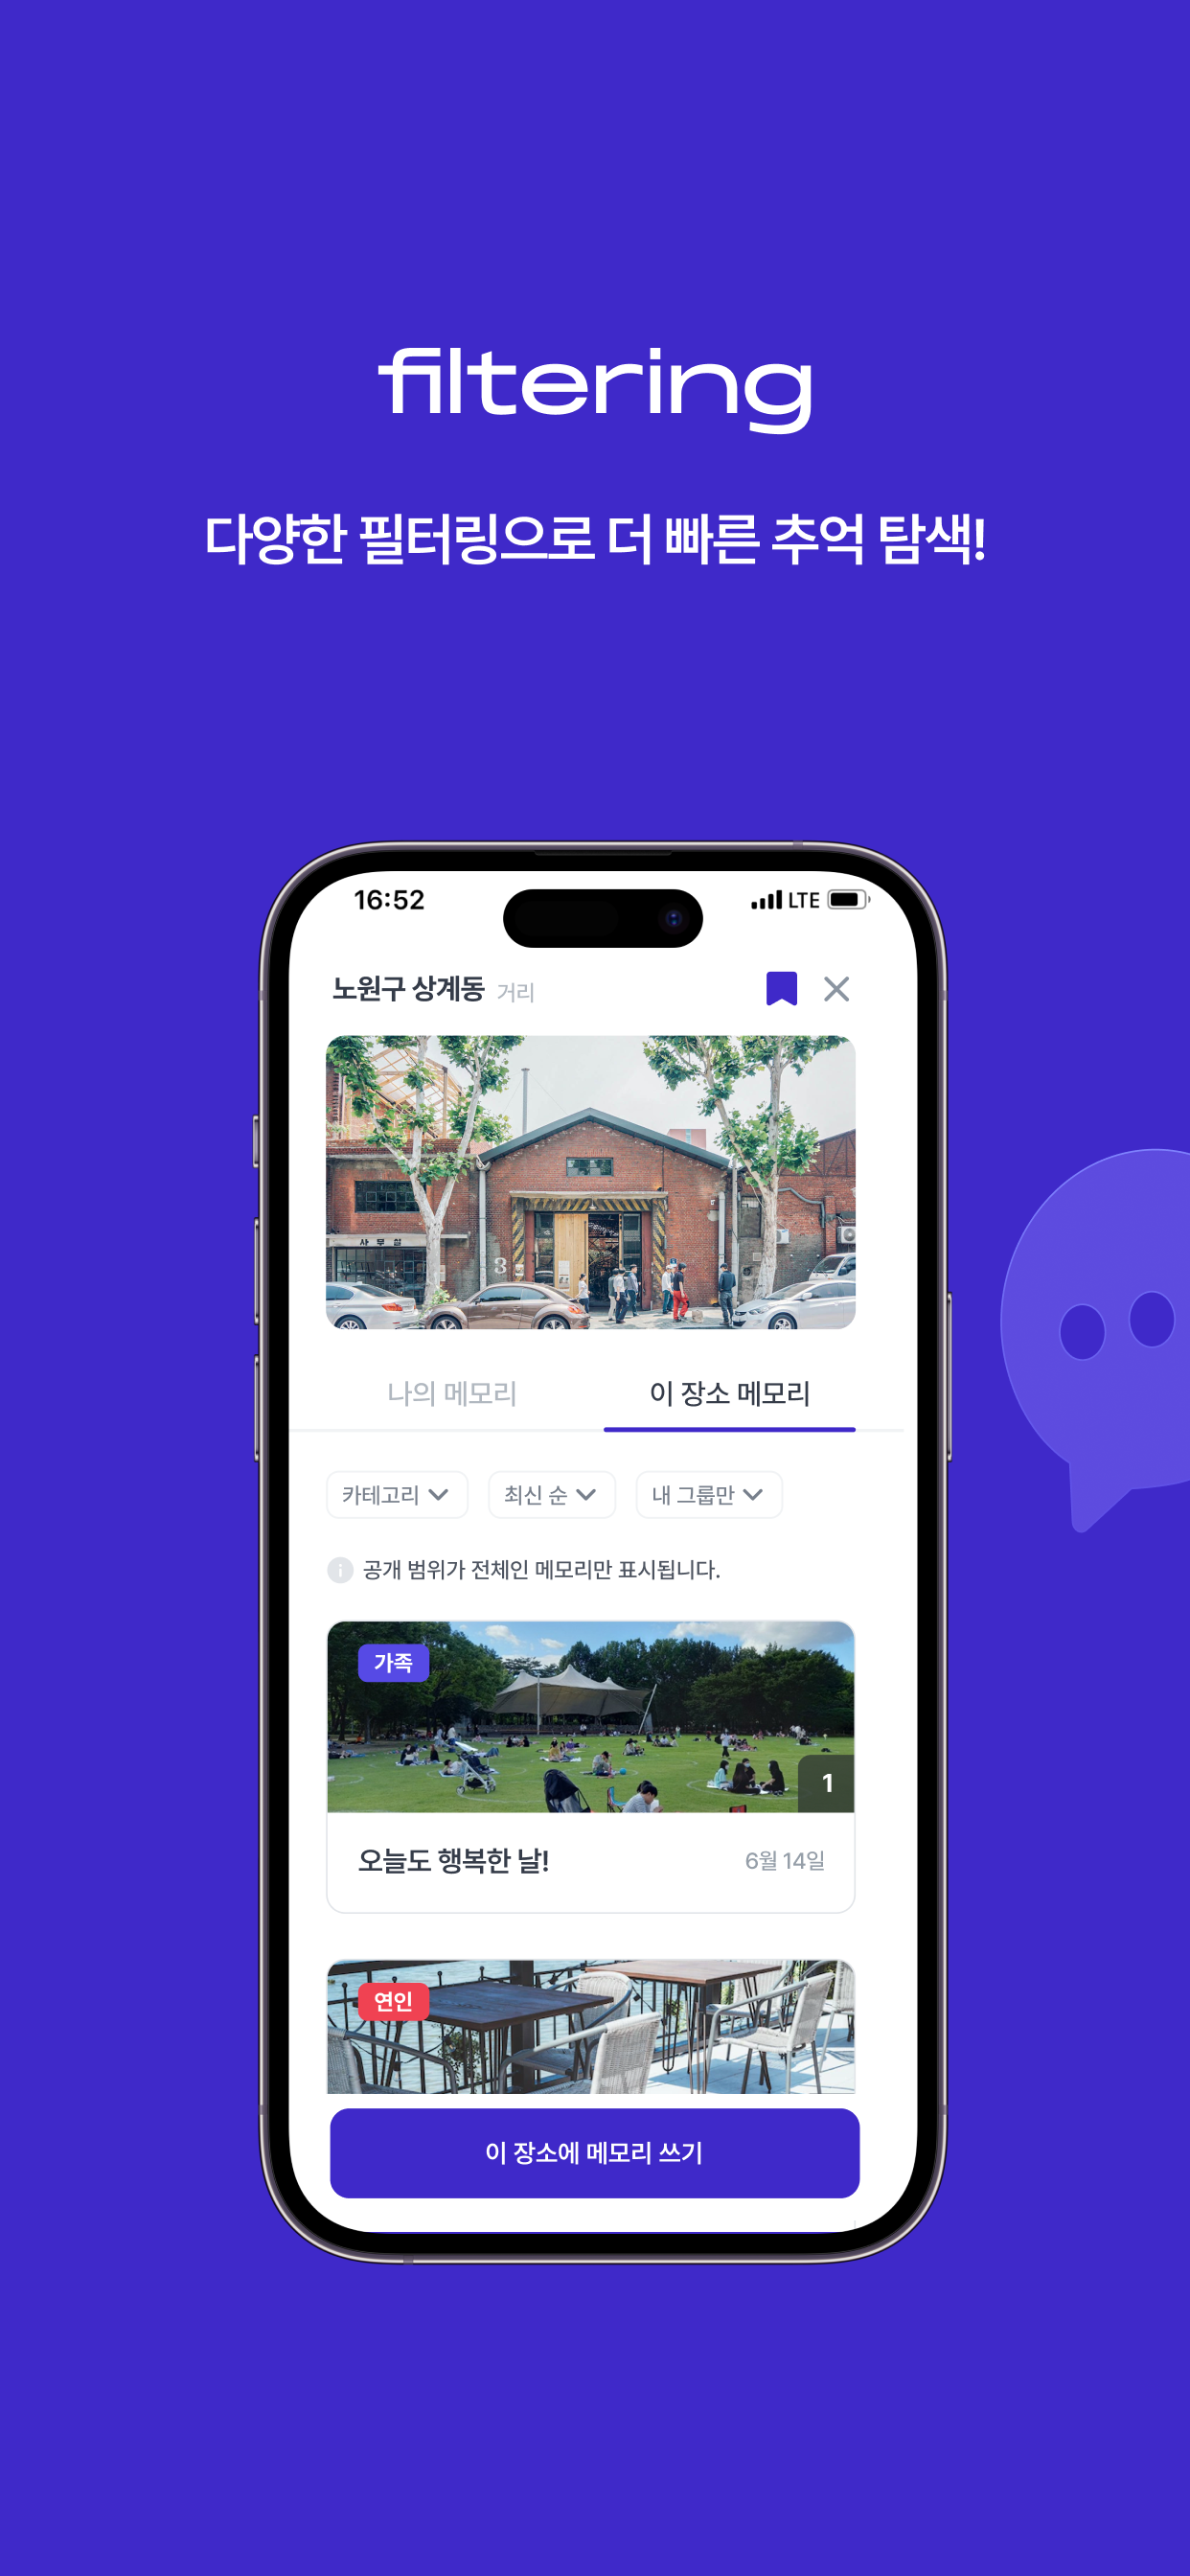 filtering
다양한 필터링으로 더 빠른 추억 탐색!
16:52 LTE
노원구 상계동 거리
사무실
3
나의 메모리 이 장소 메모리
카테고리 최신 순 내 그룹만
공개 범위가 전체인 메모리만 표시됩니다.
가족
1
오늘도 행복한 날! 6월 14일
연인
이 장소에 메모리 쓰기